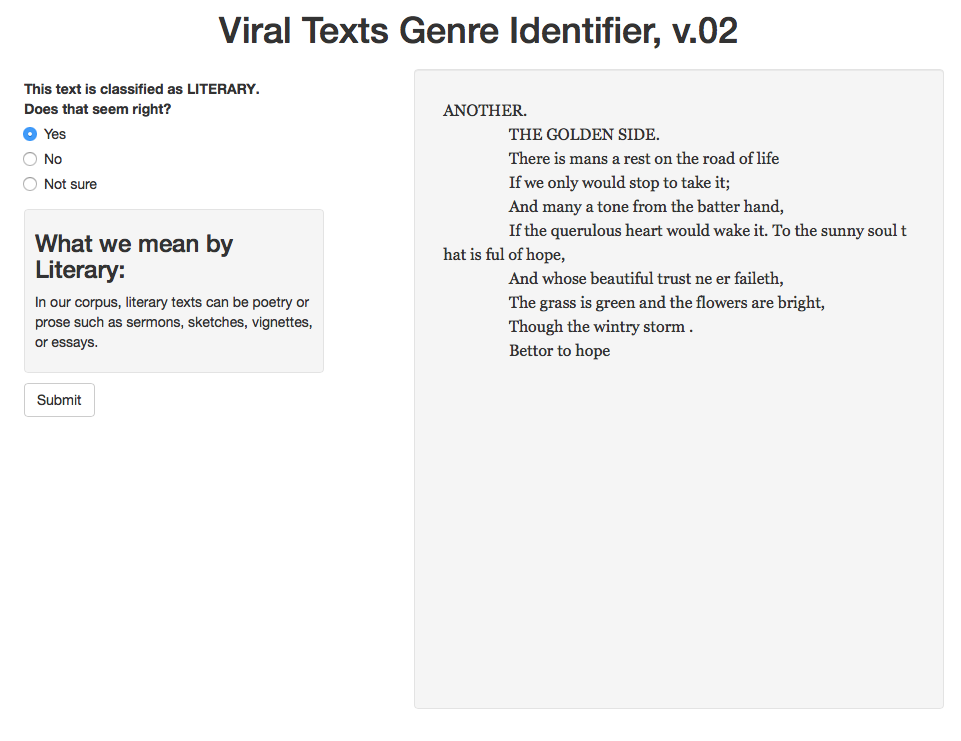 Viral Texts Genre Identifier, v.02
This text is classified as LITERARY.
Does that seem right?
Yes
No
Not sure
What we mean by
Literary:
In our corpus, literary texts can be poetry or
prose such as sermons, sketches, vignettes,
or essays.
Submit
ANOTHER.
THE GOLDEN SIDE.
There is mans a rest on the road of life
If we only would stop to take it;
And many a tone from the batter hand,
If the querulous heart would wake it. To the sunny soul t
hat is ful of hope,
And whose beautiful trust ne er faileth,
The grass is green and the flowers are bright,
Though the wintry storm .
Bettor to hope